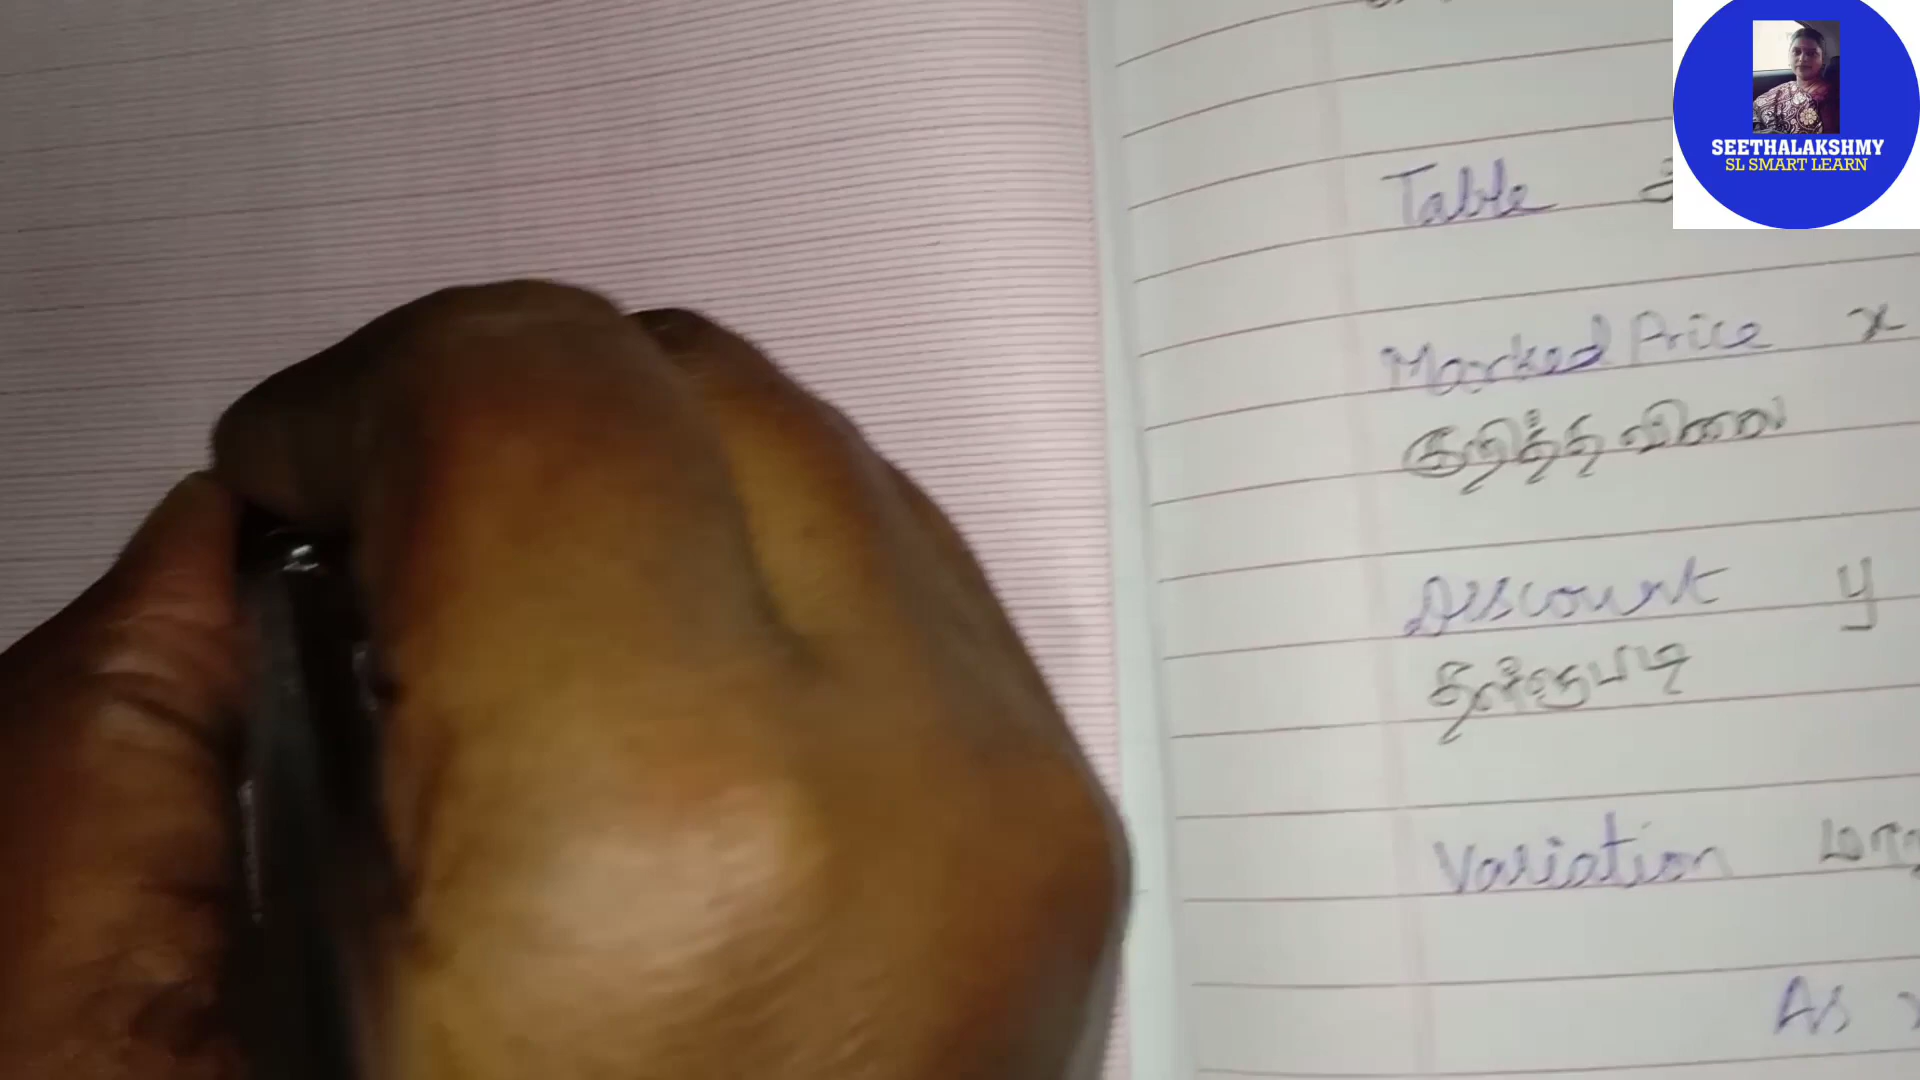 SEETHALAKSHMY
SL SMART LEARN
Table
Marked Price x
குறித்த விலை
Discount y
தள்ளுபடி
Variation
As